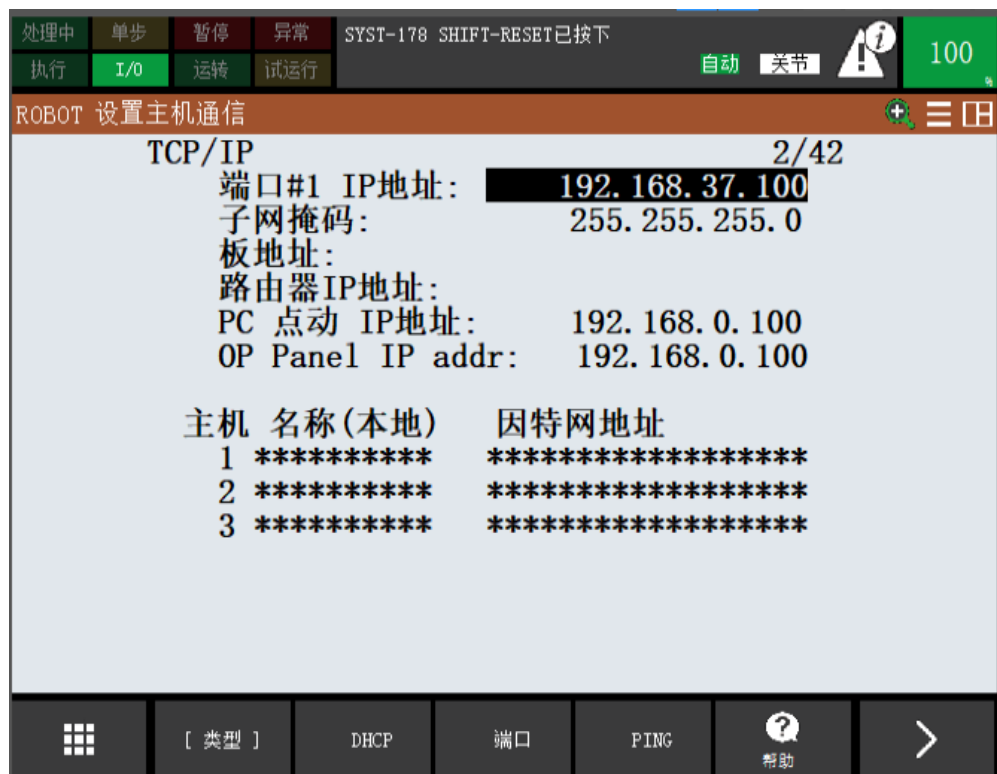 处理中 单步 暂停 异常 SYST-178 SHIFT-RESET已按下
执行 I/O 运转 试运行 自动 关节 100 %
ROBOT 设置主机通信
TCP/IP 2/42
端口#1 IP地址: 192.168.37.100
子网掩码: 255.255.255.0
板地址:
路由器IP地址:
PC 点动 IP地址: 192.168.0.100
OP Panel IP addr: 192.168.0.100
主机 名称(本地) 因特网地址
1 ********** ******************
2 ********** ******************
3 ********** ******************
[ 类型 ] DHCP 端口 PING 帮助